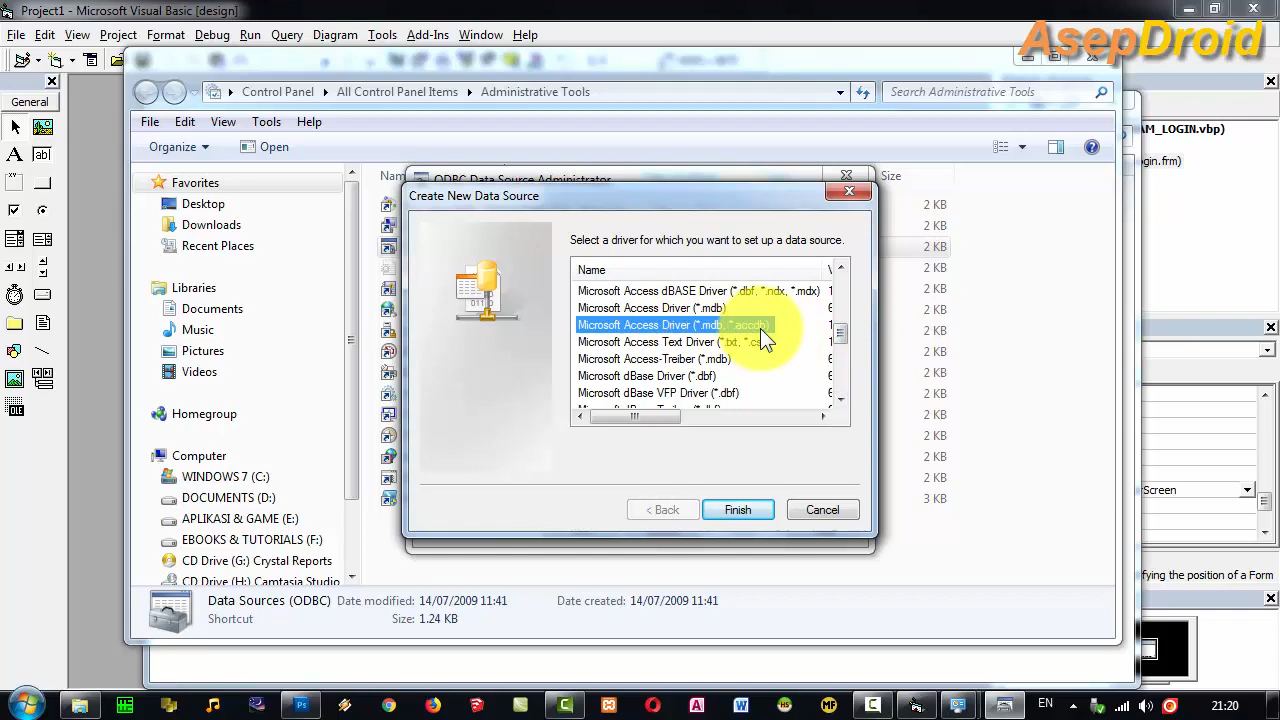 Project1 - Microsoft Visual Basic [design]
File Edit View Project Format Debug Run Query Diagram Tools Add-Ins Window Help
AsepDroid
Control Panel All Control Panel Items Administrative Tools
Search Administrative Tools
General
File Edit View Tools Help
AM_LOGIN.vbp)
Organize Open
gin.frm)
Favorites
Desktop
Downloads
Recent Places
Libraries
Documents
Music
Pictures
Videos
Homegroup
Computer
WINDOWS 7 (C:)
DOCUMENTS (D:)
APLIKASI & GAME (E:)
EBOOKS & TUTORIALS (F:)
CD Drive (G:) Crystal Reports
CD Drive (H:) Camtasia Studio
Nam
Size
2 KB
2 KB
2 KB
2 KB
2 KB
2 KB
2 KB
2 KB
2 KB
2 KB
2 KB
2 KB
2 KB
2 KB
3 KB
ODBC Data Source Administrator
Create New Data Source
Select a driver for which you want to set up a data source.
Name V
Microsoft Access dBASE Driver (*.dbf, *.ndx, *.mdx) 1
Microsoft Access Driver (*.mdb) 6
Microsoft Access Driver (*.mdb, *.accdb) 1
Microsoft Access Text Driver (*.txt, *.cs 1
Microsoft Access-Treiber (*.mdb) 6
Microsoft dBase Driver (*.dbf) 6
Microsoft dBase VFP Driver (*.dbf) 6
< Back Finish Cancel
Screen
fying the position of a Form
Data Sources (ODBC) Date modified: 14/07/2009 11:41 Date created: 14/07/2009 11:41
Shortcut Size: 1.24 KB
EN 21:20